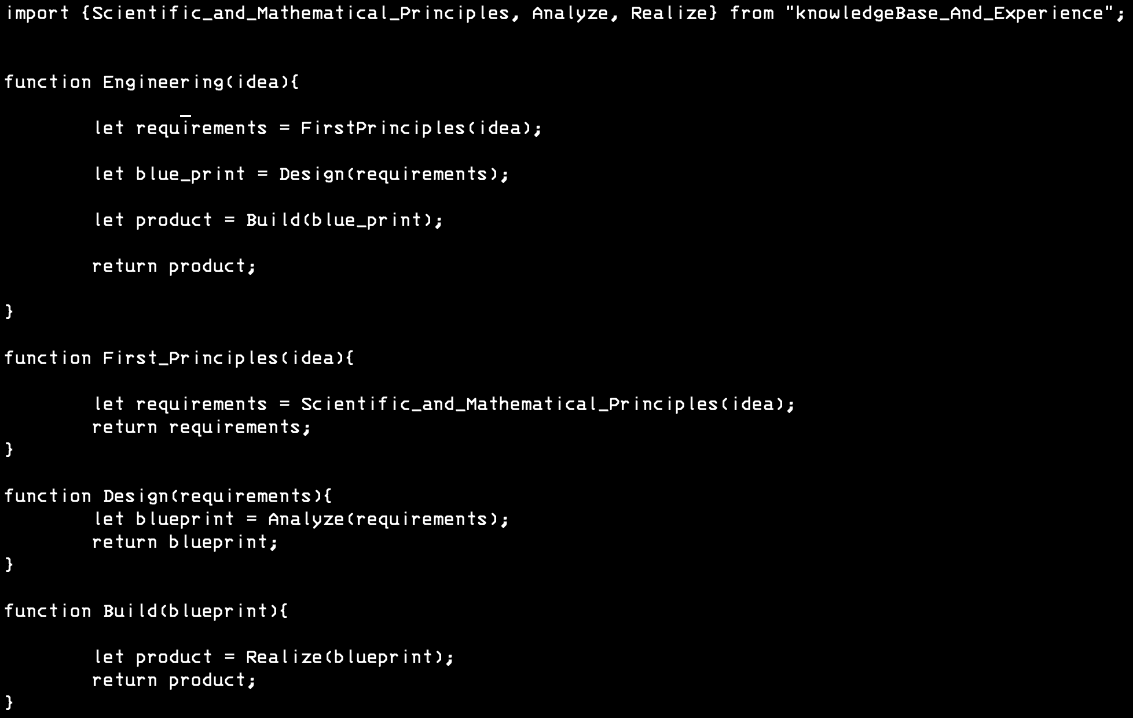 import {Scientific_and_Mathematical_Principles, Analyze, Realize} from "knowledgeBase_And_Experience";
function Engineering(idea){
let requirements = FirstPrinciples(idea);
let blue_print = Design(requirements);
let product = Build(blue_print);
return product;
}
function First_Principles(idea){
let requirements = Scientific_and_Mathematical_Principles(idea);
return requirements;
}
function Design(requirements){
let blueprint = Analyze(requirements);
return blueprint;
}
function Build(blueprint){
let product = Realize(blueprint);
return product;
}